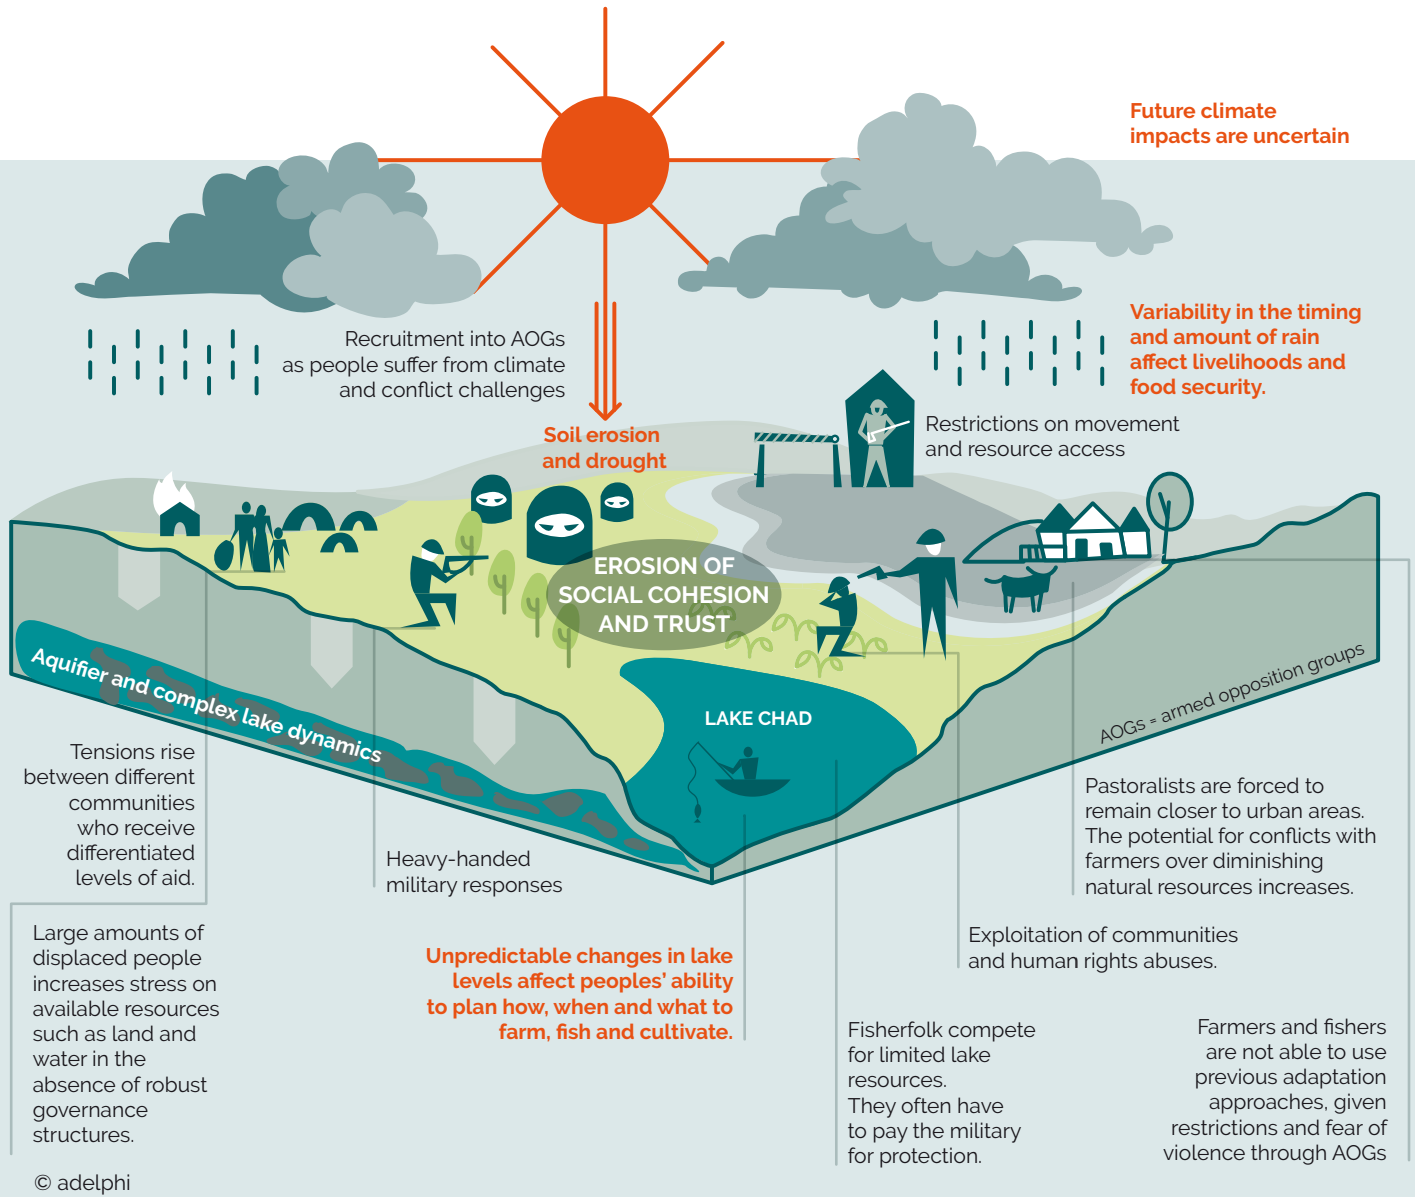 Future climate
impacts are uncertain
Variability in the timing
and amount of rain
affect livelihoods and
food security.
Recruitment into AOGs
as people suffer from climate
and conflict challenges
Soil erosion
and drought
Restrictions on movement
and resource access
EROSION OF
SOCIAL COHESION
AND TRUST
Aquifier and complex lake dynamics
LAKE CHAD
AOGs = armed opposition groups
Tensions rise
between different
communities
who receive
differentiated
levels of aid.
Large amounts of
displaced people
increases stress on
available resources
such as land and
water in the
absence of robust
governance
structures.
Heavy-handed
military responses
Unpredictable changes in lake
levels affect peoples’ ability
to plan how, when and what to
farm, fish and cultivate.
Pastoralists are forced to
remain closer to urban areas.
The potential for conflicts with
farmers over diminishing
natural resources increases.
Exploitation of communities
and human rights abuses.
Fisherfolk compete
for limited lake
resources.
They often have
to pay the military
for protection.
Farmers and fishers
are not able to use
previous adaptation
approaches, given
restrictions and fear of
violence through AOGs
© adelphi